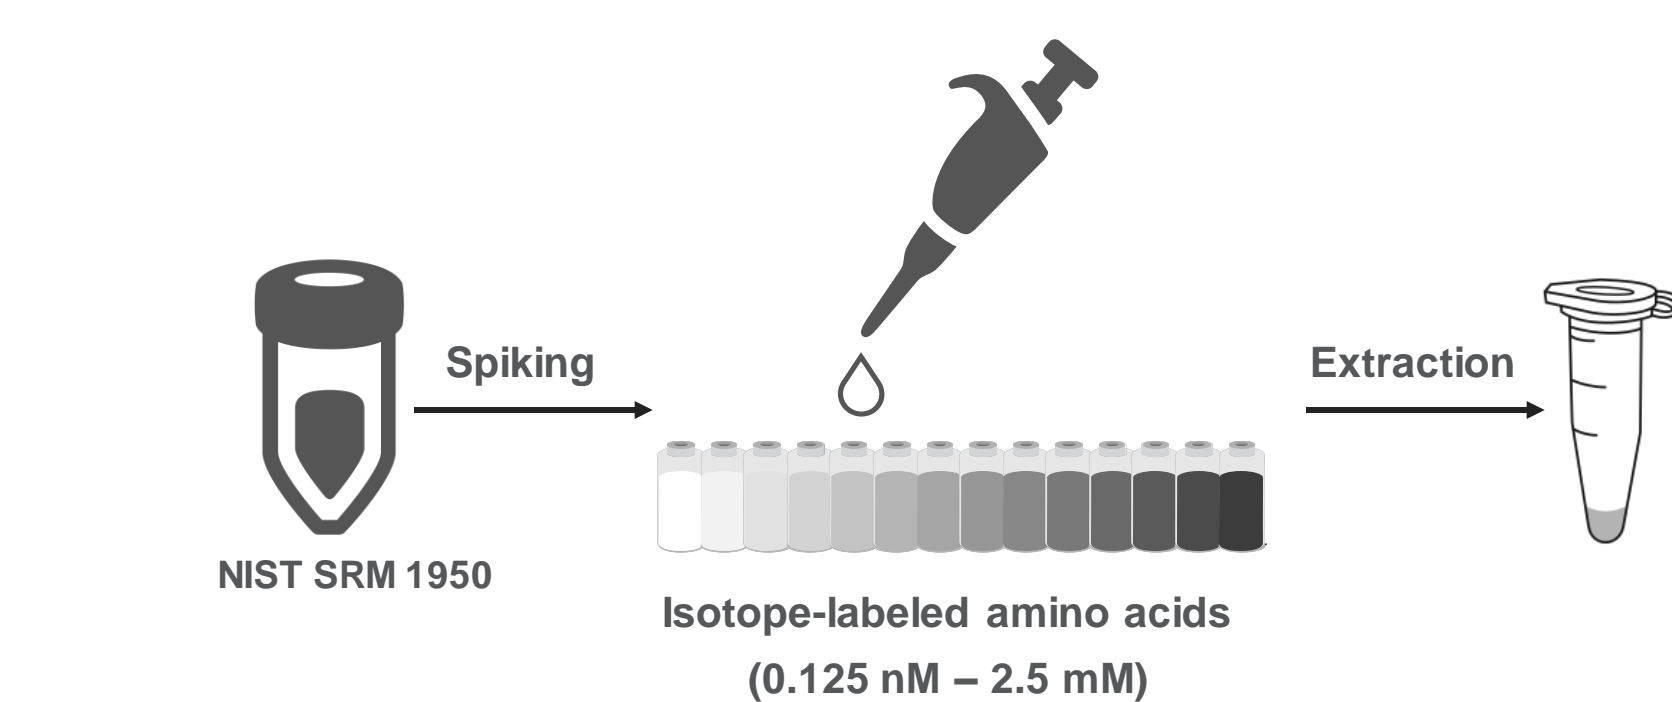 Spiking
Extraction
NIST SRM 1950
Isotope-labeled amino acids
(0.125 nM – 2.5 mM)